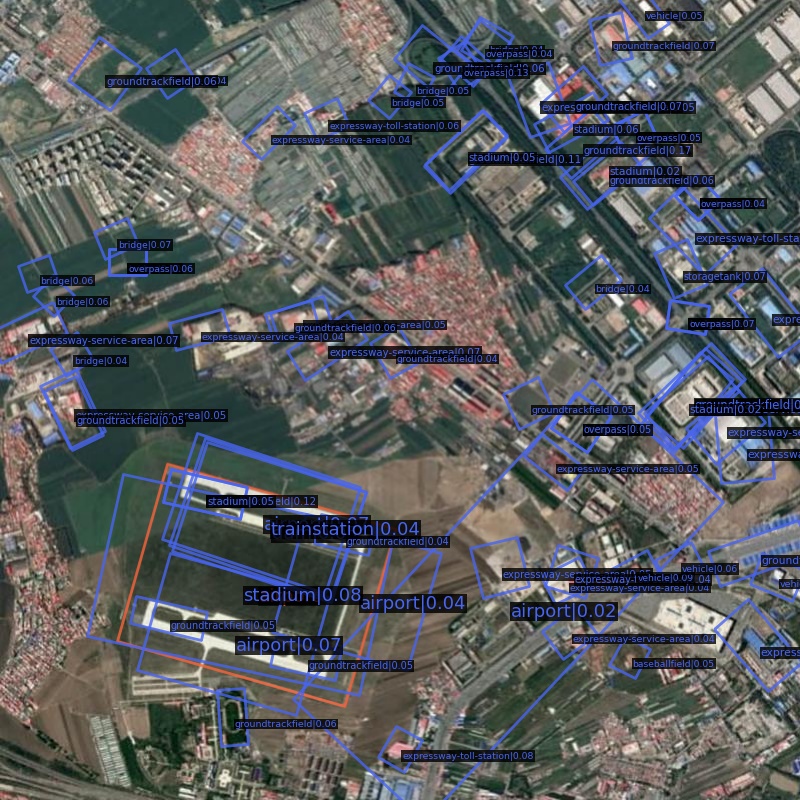 vehicle|0.05
groundtrackfield|0.07
overpass|0.04
overpass|0.13
groundtrackfield|0.06
bridge|0.05
bridge|0.05
groundtrackfield|0.07
expressway-toll-station|0.06
stadium|0.06
overpass|0.05
expressway-service-area|0.04
groundtrackfield|0.17
stadium|0.05
stadium|0.02
groundtrackfield|0.06
overpass|0.04
bridge|0.07
overpass|0.06
bridge|0.06
storagetank|0.07
bridge|0.04
bridge|0.06
overpass|0.07
groundtrackfield|0.06
expressway-service-area|0.04
expressway-service-area|0.07
expressway-service-area|0.07
groundtrackfield|0.04
bridge|0.04
groundtrackfield|0.05
stadium|0.02
expressway-service-area|0.05
groundtrackfield|0.05
overpass|0.05
expressway-service-area|0.05
stadium|0.05
trainstation|0.04
groundtrackfield|0.04
vehicle|0.06
vehicle|0.09
expressway-service-area|0.04
stadium|0.08
airport|0.04
airport|0.02
groundtrackfield|0.05
expressway-service-area|0.04
airport|0.07
groundtrackfield|0.05
baseballfield|0.05
groundtrackfield|0.06
expressway-toll-station|0.08